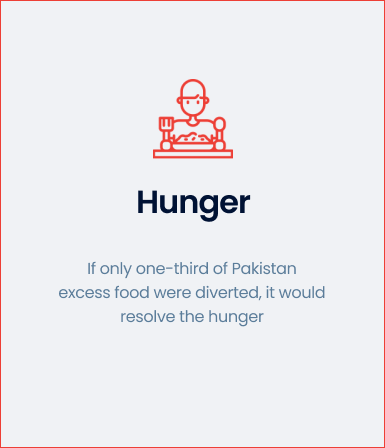 Hunger
If only one-third of Pakistan
excess food were diverted, it would
resolve the hunger